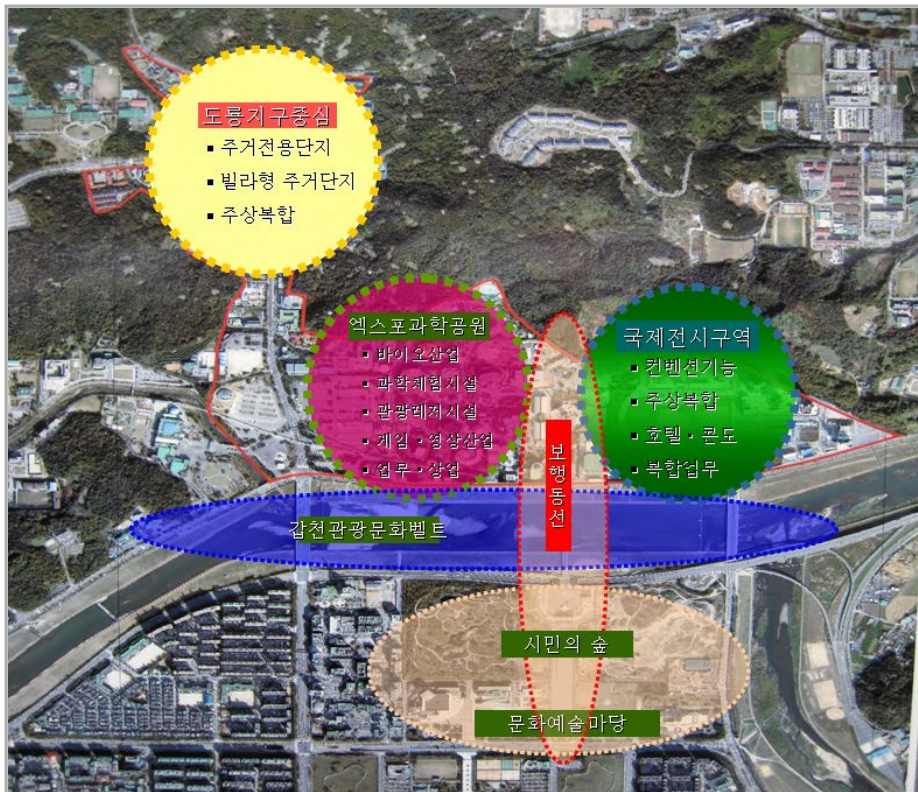 도룡지구중심
▪ 주거전용단지
▪ 빌라형 주거단지
▪ 주상복합
엑스포과학공원
▪ 바이오산업
▪ 과학체험시설
▪ 관광레저시설
▪ 게임·영상산업
▪ 업무·상업
국제전시구역
▪ 컨벤션기능
▪ 주상복합
▪ 호텔·콘도
▪ 복합업무
보행동선
갑천관광문화벨트
시민의 숲
문화예술마당